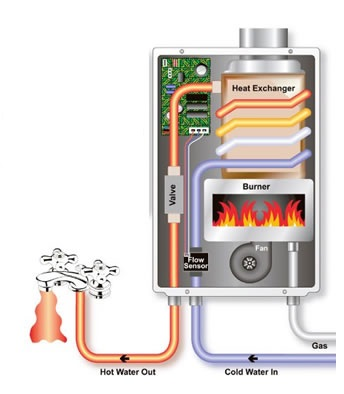 Heat Exchanger
Valve
Burner
Flow
Sensor
Fan
Gas
Hot Water Out
Cold Water In